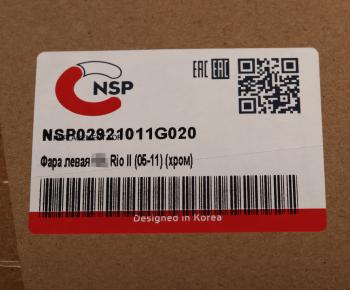 NSP
EAC EAC
NSP02921011G020
Фара левая Rio II (05-11) (хром)
Designed in Korea